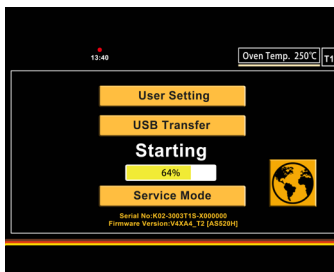 13:40
Oven Temp. 250℃
T1
User Setting
USB Transfer
Starting
64%
Service Mode
Serial No:K02-3003T1S-X000000
Firmware Version:V4XA4_T2 [AS520H]